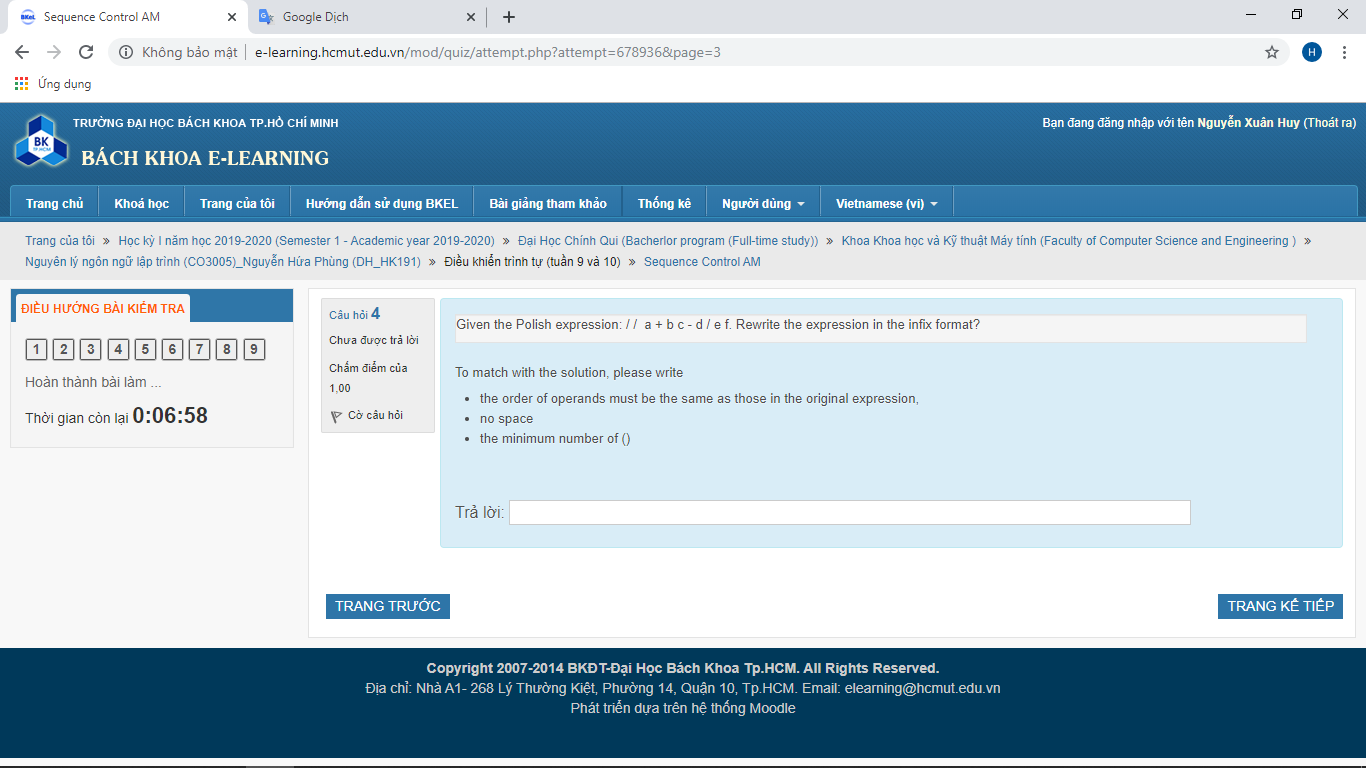 Sequence Control AM
Google Dịch
Không bảo mật
e-learning.hcmut.edu.vn/mod/quiz/attempt.php?attempt=678936&page=3
H
Ứng dụng
BK
TP.HCM
TRƯỜNG ĐẠI HỌC BÁCH KHOA TP.HỒ CHÍ MINH
Bạn đang đăng nhập với tên Nguyễn Xuân Huy (Thoát ra)
BÁCH KHOA E-LEARNING
Trang chủ Khoá học Trang của tôi Hướng dẫn sử dụng BKEL Bài giảng tham khảo Thống kê Người dùng Vietnamese (vi)
Trang của tôi » Học kỳ I năm học 2019-2020 (Semester 1 - Academic year 2019-2020) » Đại Học Chính Qui (Bacherlor program (Full-time study)) » Khoa Khoa học và Kỹ thuật Máy tính (Faculty of Computer Science and Engineering ) »
Nguyên lý ngôn ngữ lập trình (CO3005)_Nguyễn Hứa Phùng (DH_HK191) » Điều khiển trình tự (tuần 9 và 10) » Sequence Control AM
ĐIỀU HƯỚNG BÀI KIỂM TRA
1 2 3 4 5 6 7 8 9
Hoàn thành bài làm ...
Thời gian còn lại 0:06:58
Câu hỏi 4
Chưa được trả lời
Chấm điểm của
1,00
Cờ câu hỏi
Given the Polish expression: / / a + b c - d / e f. Rewrite the expression in the infix format?
To match with the solution, please write
• the order of operands must be the same as those in the original expression,
• no space
• the minimum number of ()
Trả lời:
TRANG TRƯỚC
TRANG KẾ TIẾP
Copyright 2007-2014 BKĐT-Đại Học Bách Khoa Tp.HCM. All Rights Reserved.
Địa chỉ: Nhà A1- 268 Lý Thường Kiệt, Phường 14, Quận 10, Tp.HCM. Email: elearning@hcmut.edu.vn
Phát triển dựa trên hệ thống Moodle